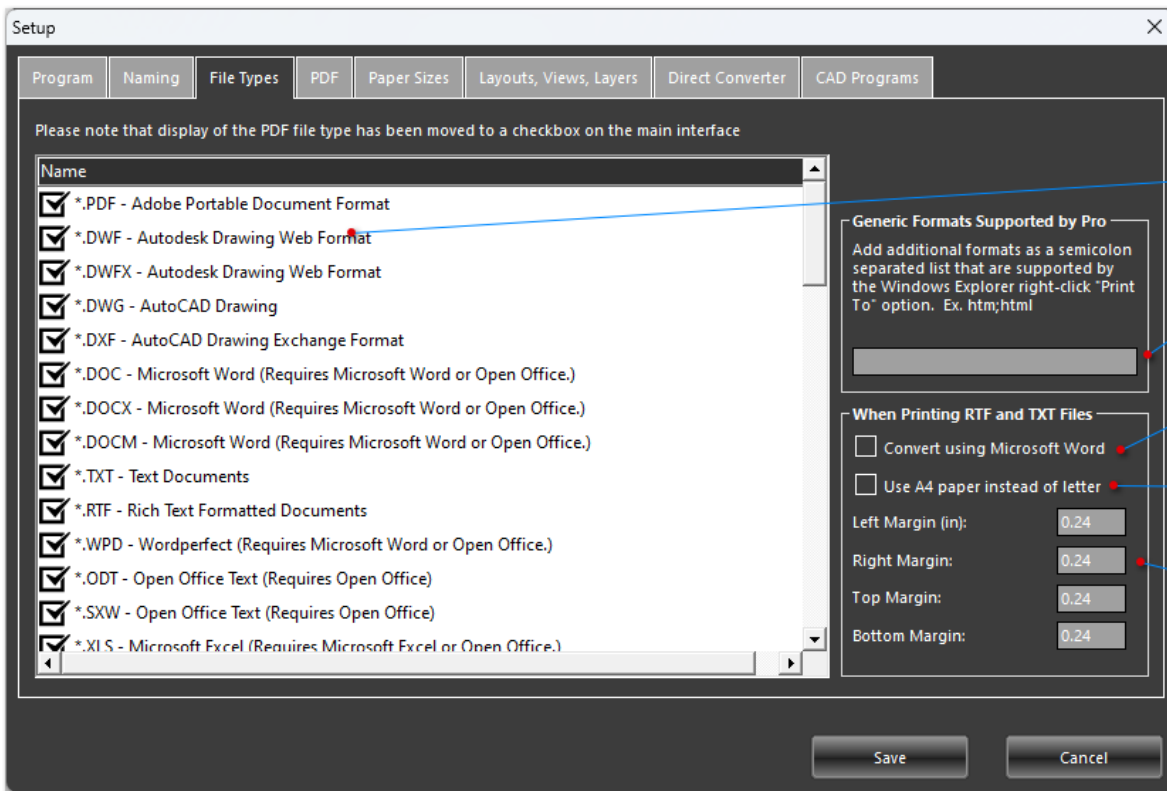 Setup
Program Naming File Types PDF Paper Sizes Layouts, Views, Layers Direct Converter CAD Programs
Please note that display of the PDF file type has been moved to a checkbox on the main interface
Name
*.PDF - Adobe Portable Document Format
*.DWF - Autodesk Drawing Web Format
*.DWFX - Autodesk Drawing Web Format
*.DWG - AutoCAD Drawing
*.DXF - AutoCAD Drawing Exchange Format
*.DOC - Microsoft Word (Requires Microsoft Word or Open Office.)
*.DOCX - Microsoft Word (Requires Microsoft Word or Open Office.)
*.DOCM - Microsoft Word (Requires Microsoft Word or Open Office.)
*.TXT - Text Documents
*.RTF - Rich Text Formatted Documents
*.WPD - Wordperfect (Requires Microsoft Word or Open Office.)
*.ODT - Open Office Text (Requires Open Office)
*.SXW - Open Office Text (Requires Open Office)
*.XLS - Microsoft Excel (Requires Microsoft Excel or Open Office.)
Generic Formats Supported by Pro
Add additional formats as a semicolon
separated list that are supported by
the Windows Explorer right-click "Print
To" option. Ex. htm;html
When Printing RTF and TXT Files
Convert using Microsoft Word
Use A4 paper instead of letter
Left Margin (in): 0.24
Right Margin: 0.24
Top Margin: 0.24
Bottom Margin: 0.24
Save Cancel